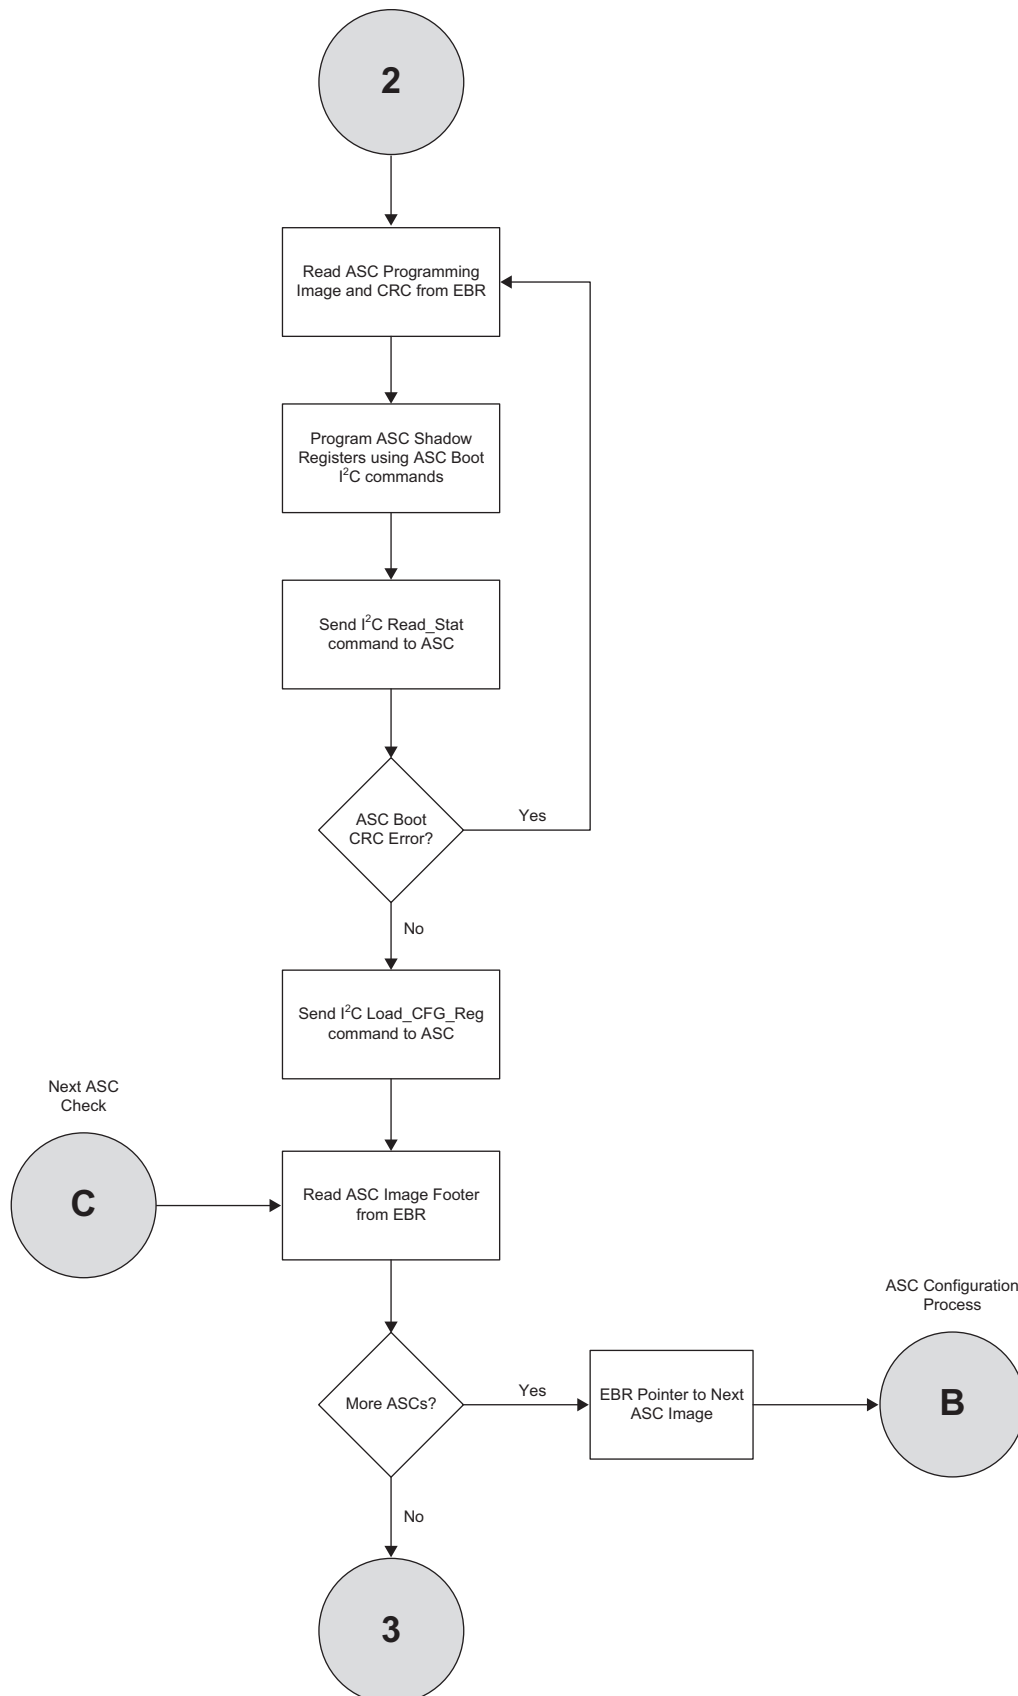 2
Read ASC Programming
Image and CRC from EBR
Program ASC Shadow
Registers using ASC Boot
I²C commands
Send I²C Read_Stat
command to ASC
ASC Boot
CRC Error?
Yes
No
Send I²C Load_CFG_Reg
command to ASC
Next ASC
Check
C
Read ASC Image Footer
from EBR
ASC Configuration
Process
More ASCs?
Yes
EBR Pointer to Next
ASC Image
B
No
3